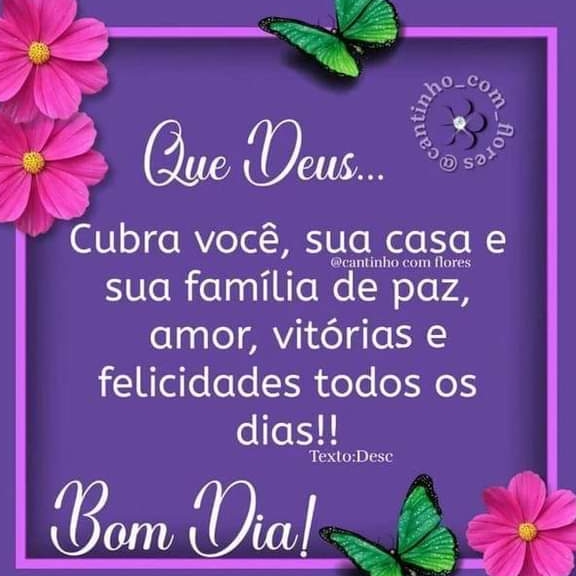 @cantinho_com_flores
Que Deus...
Cubra você, sua casa e
@cantinho com flores
sua família de paz,
amor, vitórias e
felicidades todos os
dias!!
Texto:Desc
Bom Dia!